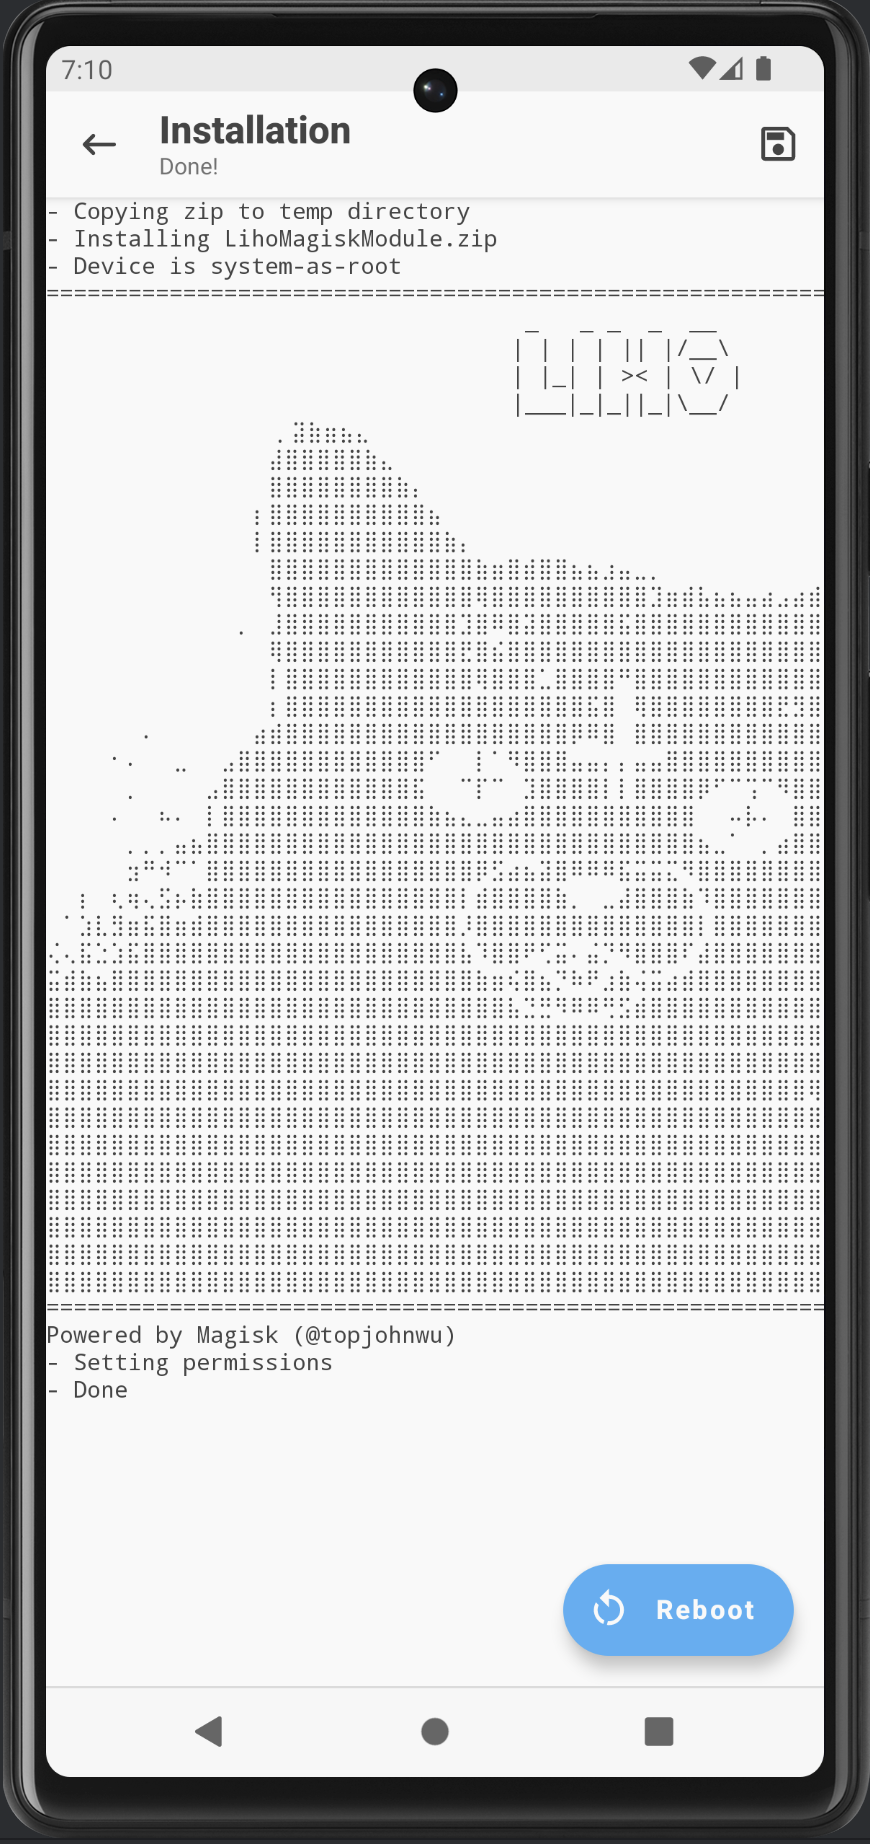 7:10
Installation
Done!
- Copying zip to temp directory
- Installing LihoMagiskModule.zip
- Device is system-as-root
=========================================================
LIHO
=========================================================
Powered by Magisk (@topjohnwu)
- Setting permissions
- Done
Reboot